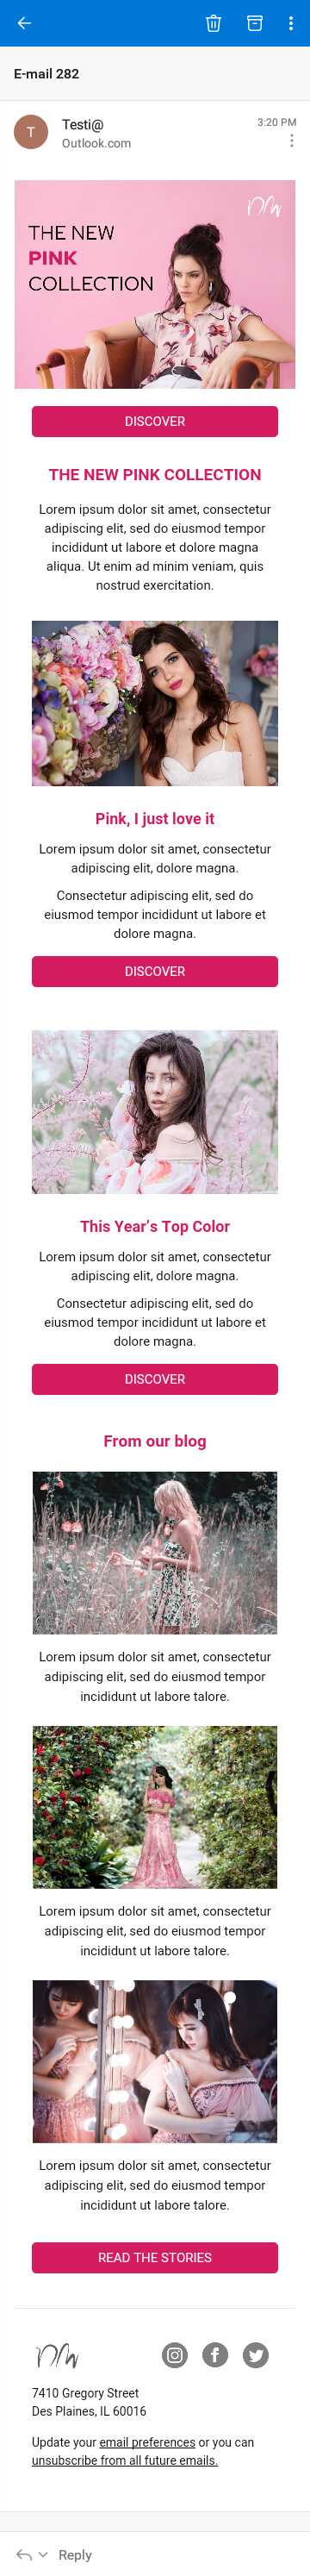 E-mail 282
T
Testi@
3:20 PM
Outlook.com
THE NEW
PINK
COLLECTION
DISCOVER
THE NEW PINK COLLECTION
Lorem ipsum dolor sit amet, consectetur
adipiscing elit, sed do eiusmod tempor
incididunt ut labore et dolore magna
aliqua. Ut enim ad minim veniam, quis
nostrud exercitation.
Pink, I just love it
Lorem ipsum dolor sit amet, consectetur
adipiscing elit, dolore magna.
Consectetur adipiscing elit, sed do
eiusmod tempor incididunt ut labore et
dolore magna.
DISCOVER
This Year's Top Color
Lorem ipsum dolor sit amet, consectetur
adipiscing elit, dolore magna.
Consectetur adipiscing elit, sed do
eiusmod tempor incididunt ut labore et
dolore magna.
DISCOVER
From our blog
Lorem ipsum dolor sit amet, consectetur
adipiscing elit, sed do eiusmod tempor
incididunt ut labore talore.
Lorem ipsum dolor sit amet, consectetur
adipiscing elit, sed do eiusmod tempor
incididunt ut labore talore.
Lorem ipsum dolor sit amet, consectetur
adipiscing elit, sed do eiusmod tempor
incididunt ut labore talore.
READ THE STORIES
7410 Gregory Street
Des Plaines, IL 60016
Update your email preferences or you can
unsubscribe from all future emails.
Reply